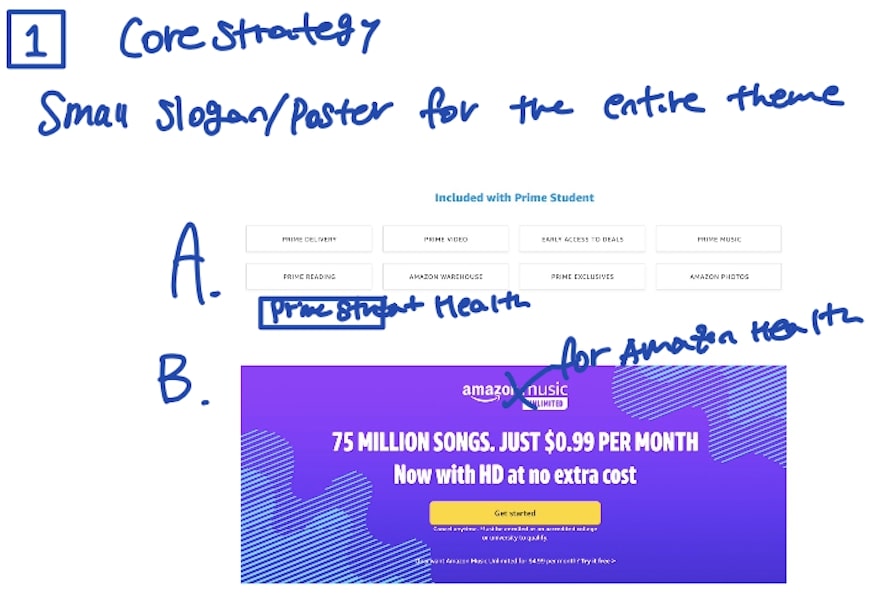 1 Core Strategy
Small Slogan/Poster for the entire theme
Included with Prime Student
A.
PRIME DELIVERY PRIME VIDEO EARLY ACCESS TO DEALS PRIME MUSIC
PRIME READING AMAZON WAREHOUSE PRIME EXCLUSIVES AMAZON PHOTOS
Prime Student Health
for Amazon Health
B.
amazon music
UNLIMITED
75 MILLION SONGS. JUST $0.99 PER MONTH
Now with HD at no extra cost
Get started
Cancel anytime. Must be enrolled at an accredited college
or university to qualify.
want Amazon Music Unlimited for $4.99 per month? Try it free >